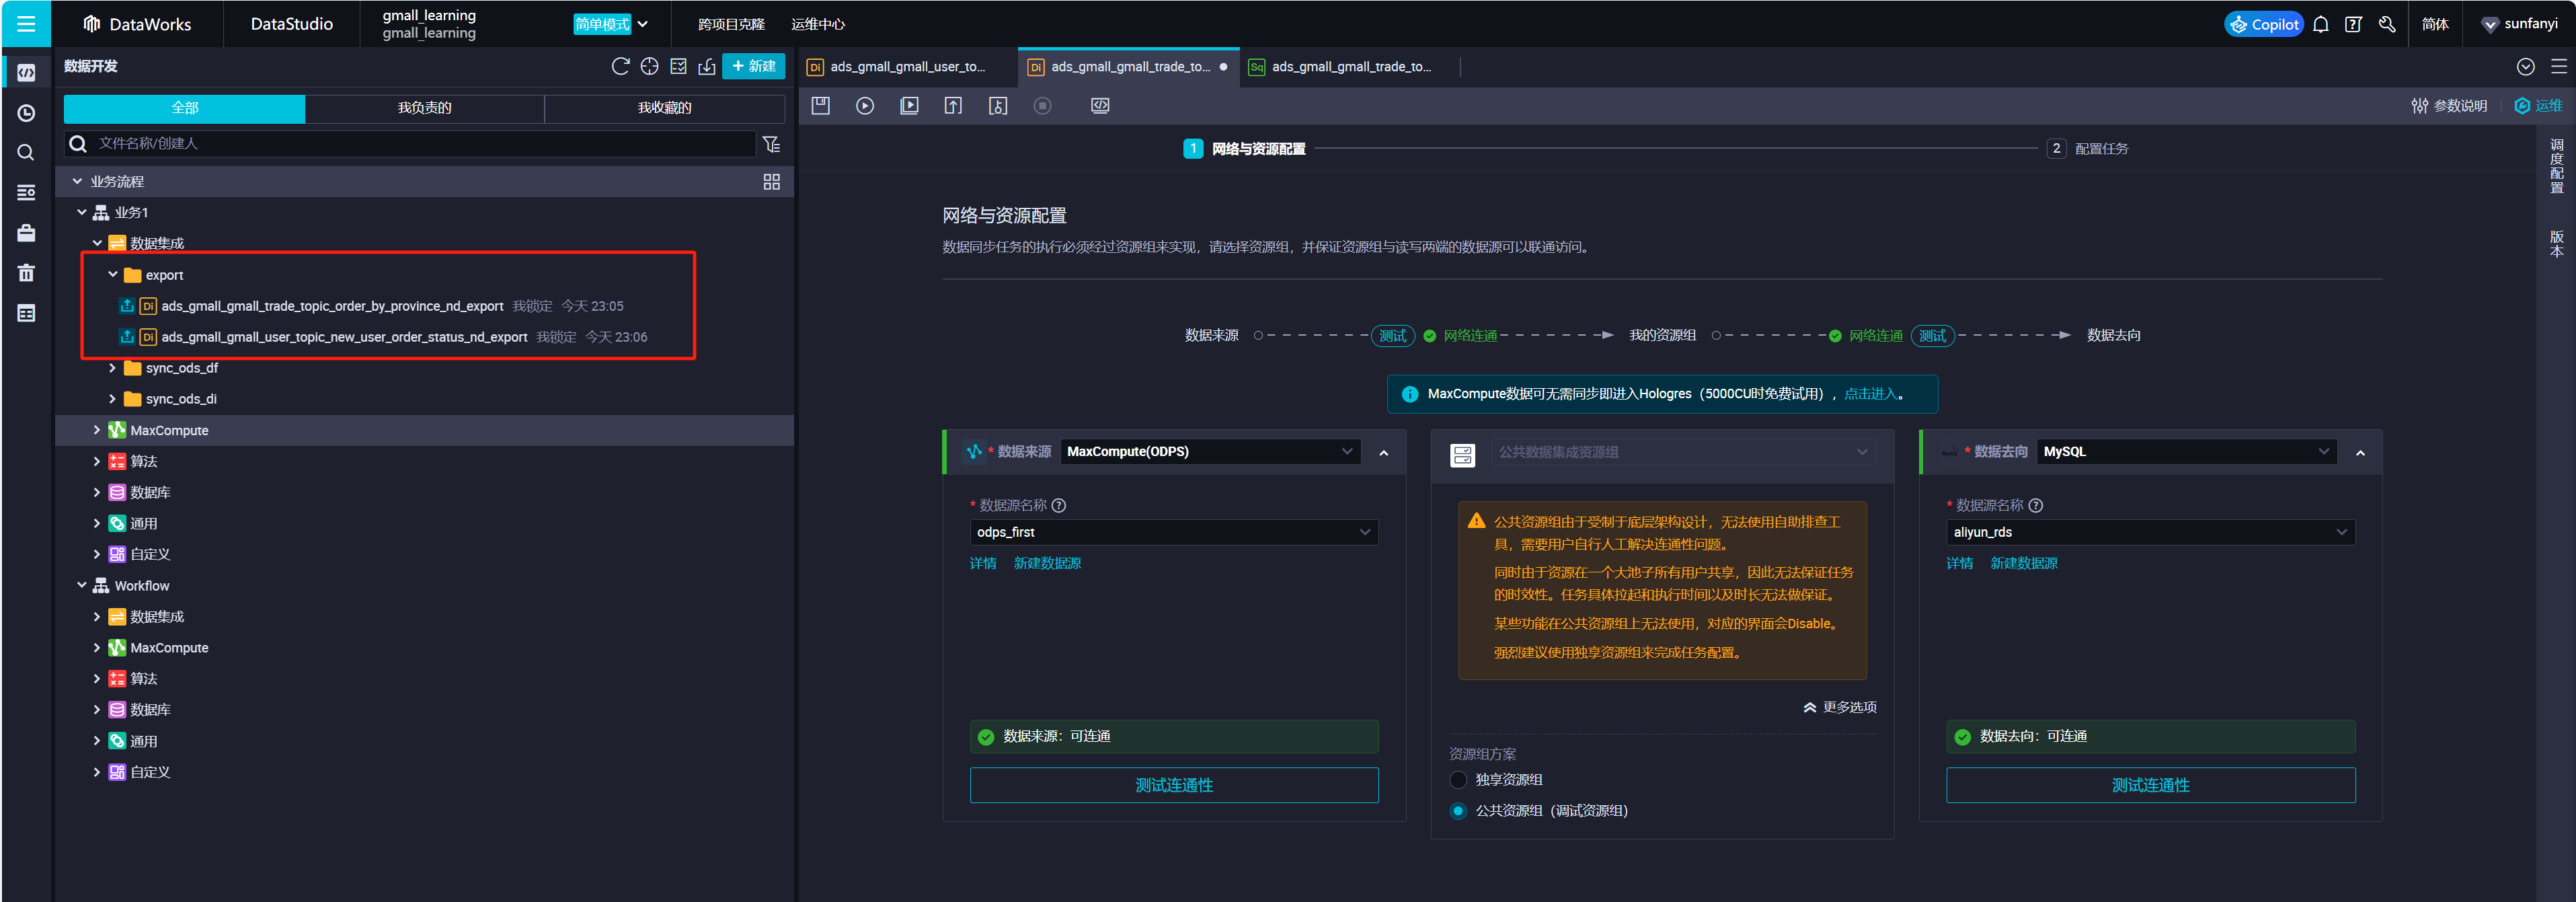 DataWorks
DataStudio
gmall_learning
gmall_learning
简单模式
跨项目克隆
运维中心
Copilot
简体
sunfanyi
数据开发
新建
全部
我负责的
我收藏的
文件名称/创建人
业务流程
业务1
数据集成
export
Di ads_gmall_gmall_trade_topic_order_by_province_nd_export 我锁定 今天 23:05
Di ads_gmall_gmall_user_topic_new_user_order_status_nd_export 我锁定 今天 23:06
sync_ods_df
sync_ods_di
MaxCompute
算法
数据库
通用
自定义
Workflow
数据集成
MaxCompute
算法
数据库
通用
自定义
Di ads_gmall_gmall_user_to...
Di ads_gmall_gmall_trade_to...
Sq ads_gmall_gmall_trade_to...
参数说明
运维
调度配置
版本
1 网络与资源配置
2 配置任务
网络与资源配置
数据同步任务的执行必须经过资源组来实现，请选择资源组，并保证资源组与读写两端的数据源可以联通访问。
数据来源 测试 网络连通 我的资源组 网络连通 测试 数据去向
MaxCompute数据可无需同步即进入Hologres（5000CU时免费试用），点击进入。
* 数据来源 MaxCompute(ODPS)
* 数据源名称
odps_first
详情 新建数据源
数据来源：可连通
测试连通性
公共数据集成资源组
公共资源组由于受制于底层架构设计，无法使用自助排查工
具，需要用户自行人工解决连通性问题。
同时由于资源在一个大池子所有用户共享，因此无法保证任务
的时效性。任务具体拉起和执行时间以及时长无法做保证。
某些功能在公共资源组上无法使用，对应的界面会Disable。
强烈建议使用独享资源组来完成任务配置。
更多选项
资源组方案
独享资源组
公共资源组（调试资源组）
* 数据去向 MySQL
* 数据源名称
aliyun_rds
详情 新建数据源
数据去向：可连通
测试连通性